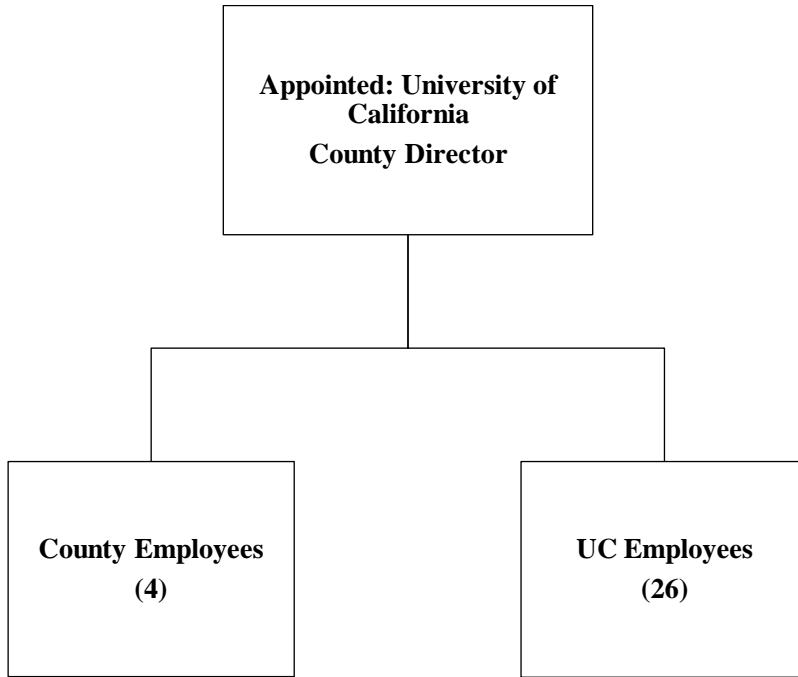 Appointed: University of
California
County Director
County Employees
(4)
UC Employees
(26)